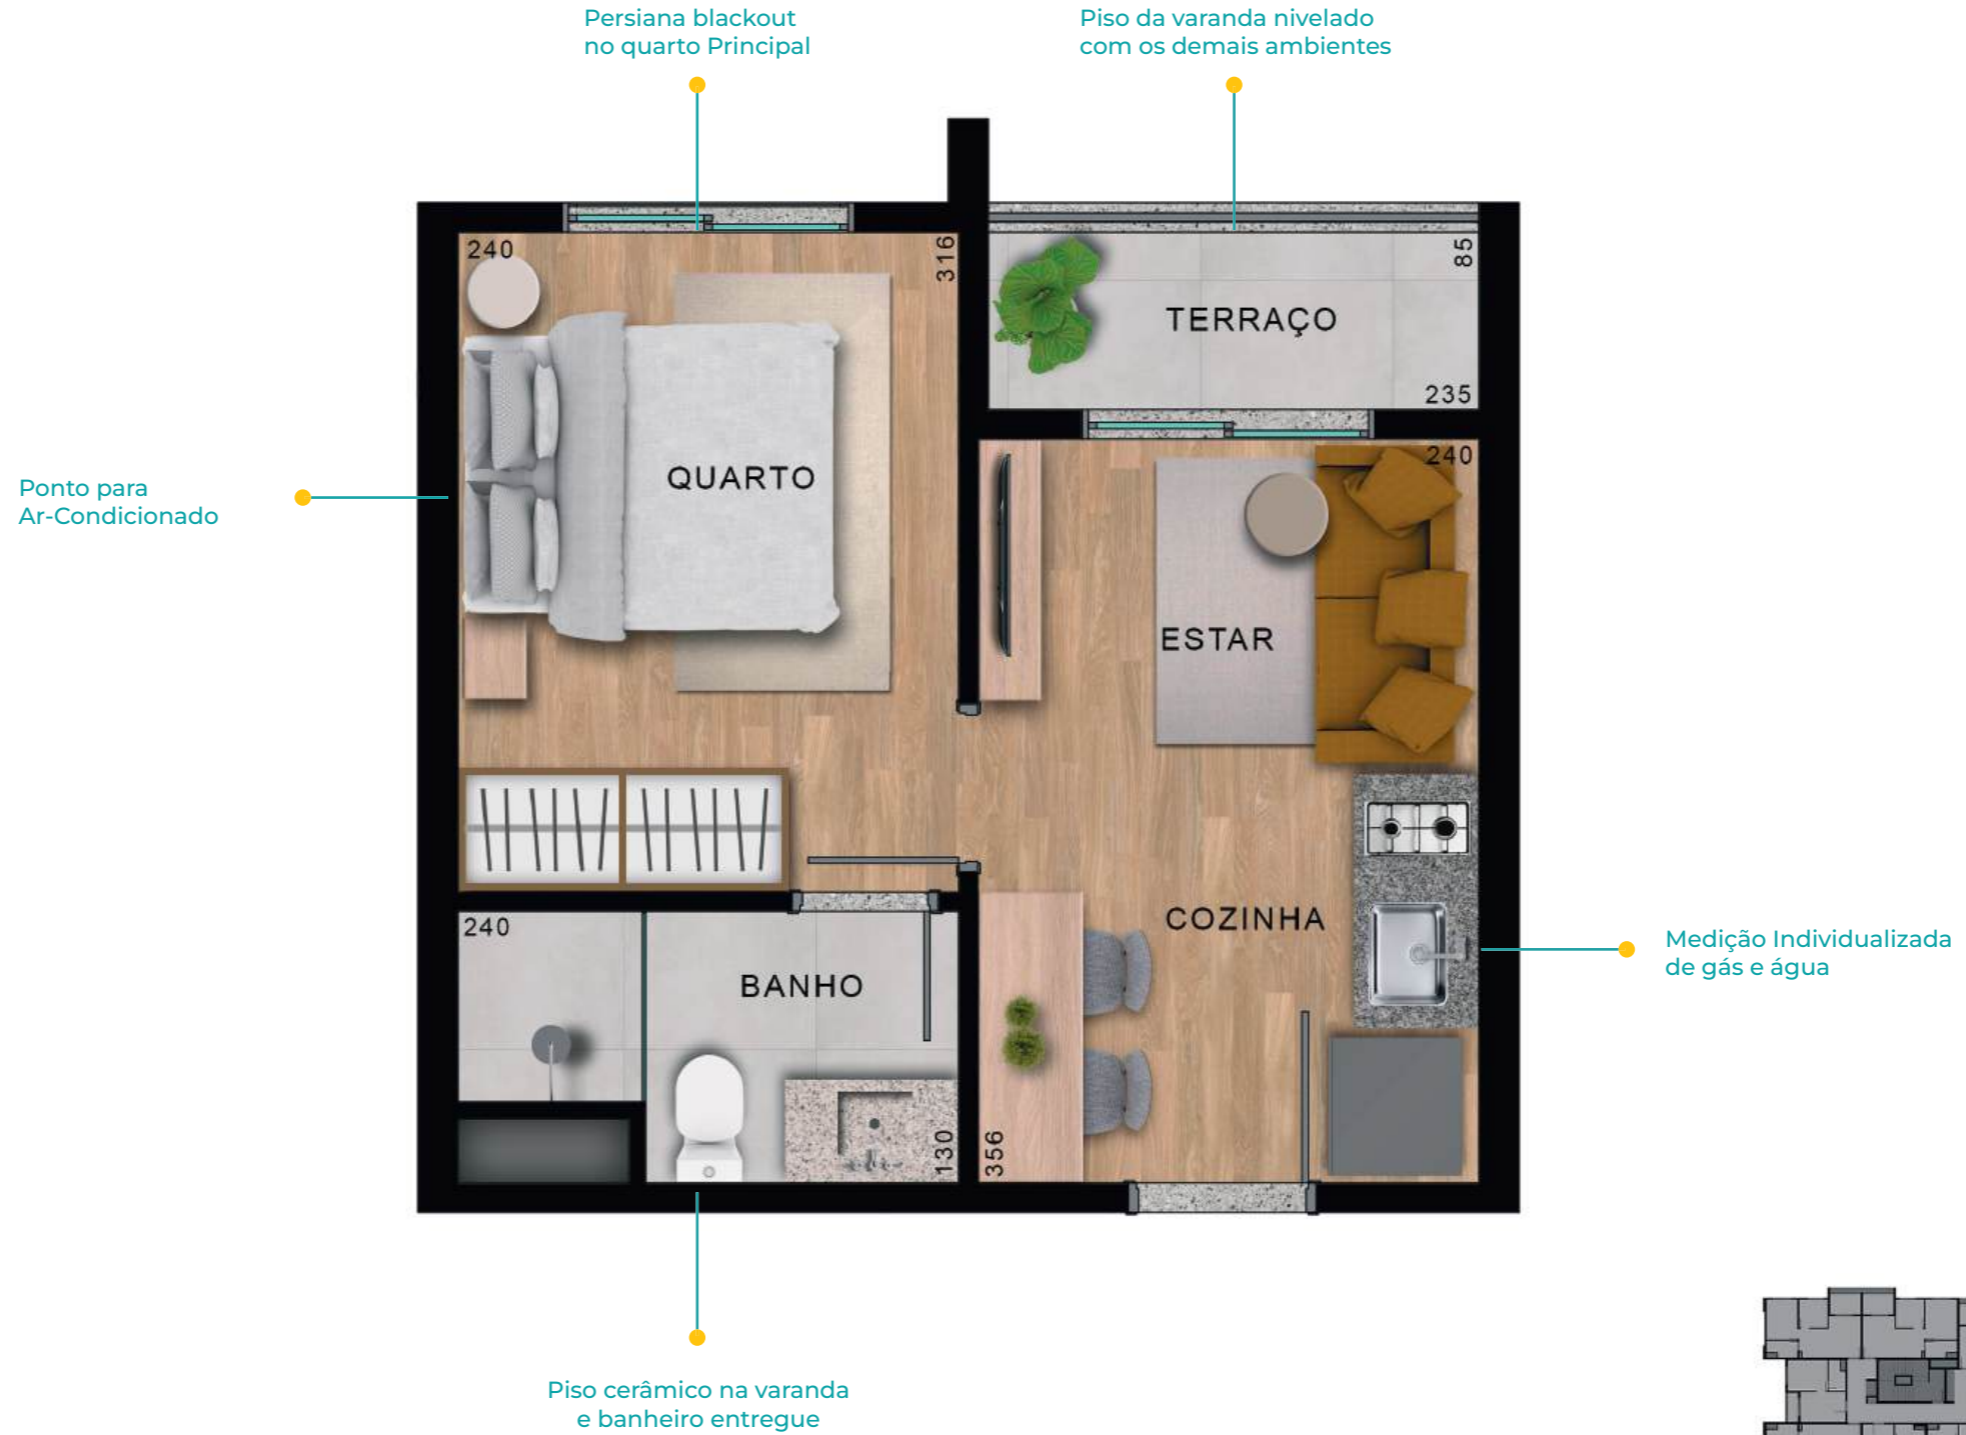 Persiana blackout
no quarto Principal
Piso da varanda nivelado
com os demais ambientes
240
316
85
TERRAÇO
235
240
QUARTO
Ponto para
Ar-Condicionado
ESTAR
COZINHA
240
BANHO
Medição Individualizada
de gás e água
130
356
Piso cerâmico na varanda
e banheiro entregue